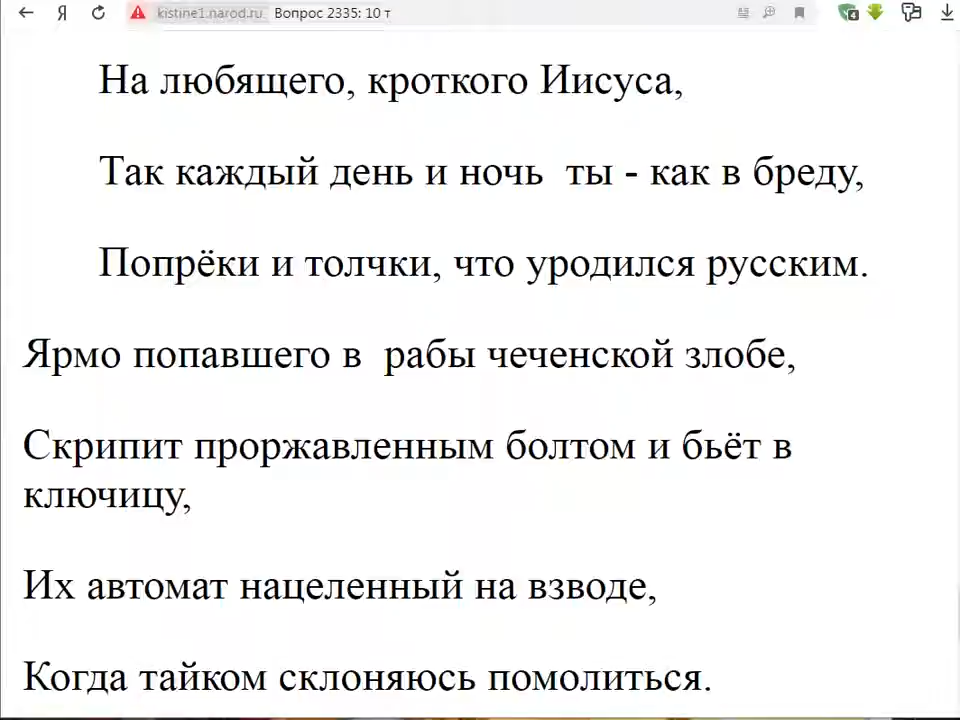 Я kistine1.narod.ru Вопрос 2335: 10 т 4
На любящего, кроткого Иисуса,
Так каждый день и ночь ты - как в бреду,
Попрёки и толчки, что уродился русским.
Ярмо попавшего в рабы чеченской злобе,
Скрипит проржавленным болтом и бьёт в
ключицу,
Их автомат нацеленный на взводе,
Когда тайком склоняюсь помолиться.